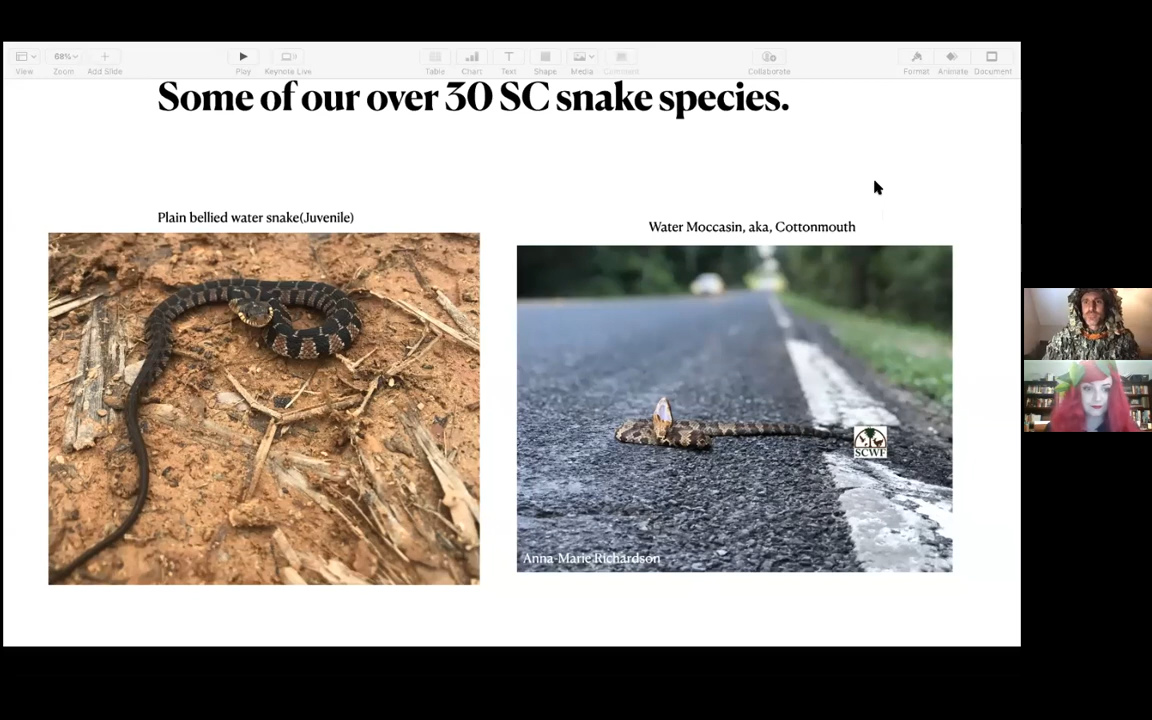 68%
View
Zoom
Add Slide
Play
Keynote Live
Table
Chart
Text
Shape
Media
Comment
Collaborate
Format
Animate
Document
Some of our over 30 SC snake species.
Plain bellied water snake(Juvenile)
Water Moccasin, aka, Cottonmouth
SCWF
Anna-Marie Richardson